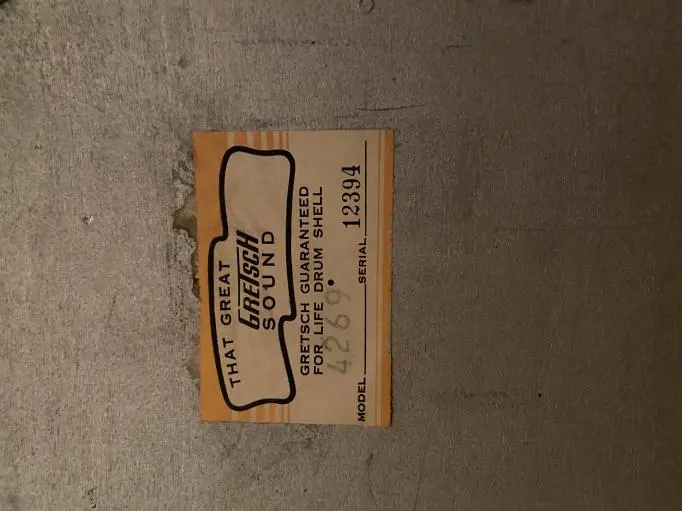 THAT GREAT
GRETSCH
SOUND
GRETSCH GUARANTEED
FOR LIFE DRUM SHELL
4269
MODEL SERIAL 12394